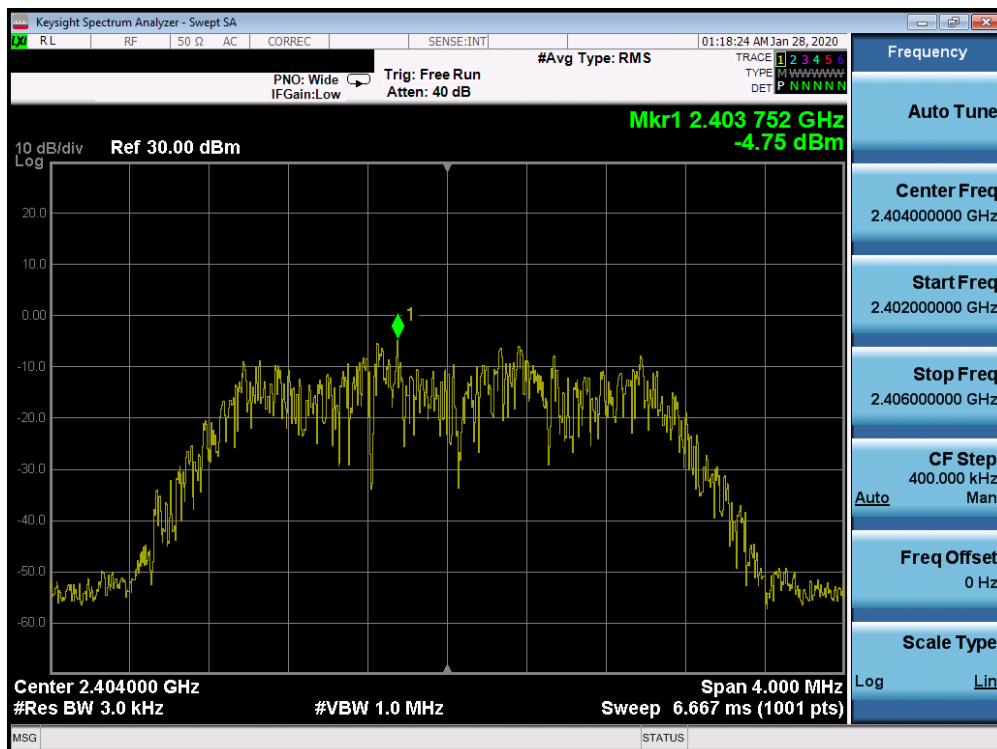 Keysight Spectrum Analyzer - Swept SA
LXI RL RF 50 Ω AC CORREC SENSE:INT 01:18:24 AM Jan 28, 2020
#Avg Type: RMS
TRACE 1 2 3 4 5 6
PNO: Wide Trig: Free Run TYPE M WWWWW
IFGain:Low Atten: 40 dB DET P N N N N N
Mkr1 2.403 752 GHz
-4.75 dBm
10 dB/div Ref 30.00 dBm
Log
20.0
10.0
0.00
1
-10.0
-20.0
-30.0
-40.0
-50.0
-60.0
Center 2.404000 GHz Span 4.000 MHz
#Res BW 3.0 kHz #VBW 1.0 MHz Sweep 6.667 ms (1001 pts)
MSG STATUS
Frequency
Auto Tune
Center Freq
2.404000000 GHz
Start Freq
2.402000000 GHz
Stop Freq
2.406000000 GHz
CF Step
400.000 kHz
Auto Man
Freq Offset
0 Hz
Scale Type
Log Lin